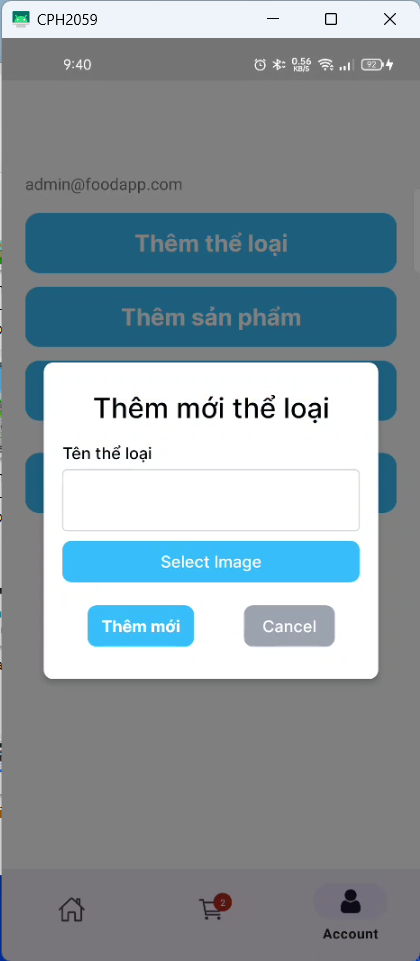 CPH2059
9:40
0.56
KB/S
92
admin@foodapp.com
Thêm thể loại
Thêm sản phẩm
Thêm mới thể loại
Tên thể loại
Select Image
Thêm mới
Cancel
2
Account